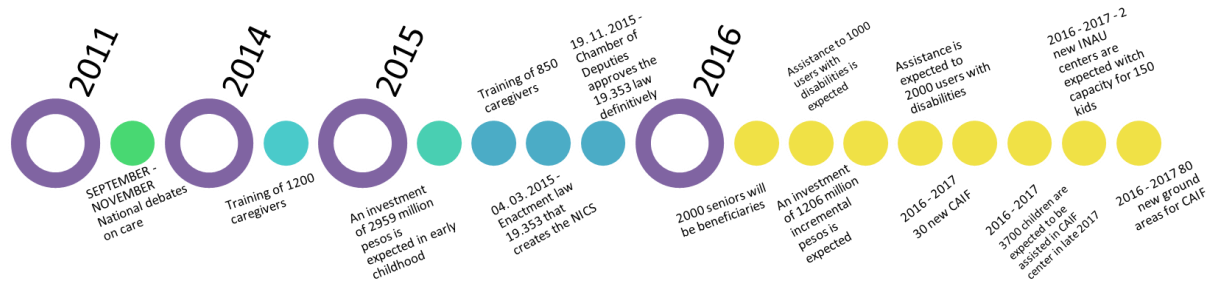 2011
SEPTEMBER -
NOVEMBER
National debates
on care
2014
Training of 1200
caregivers
2015
An investment
of 2959 million
pesos is
expected in early
childhood
Training of 850
caregivers
04. 03. 2015 -
Enactment law
19.353 that
creates the NICS
19. 11. 2015 -
Chamber of
Deputies
approves the
19.353 law
definitively
2016
2000 seniors will
be beneficiaries
Assistance to 1000
users with
disabilities is
expected
An investment
of 1206 million
incremental
pesos is
expected
Assistance is
expected to
2000 users with
disabilities
2016 - 2017
30 new CAIF
2016 - 2017
3700 children are
expected to be
assisted in CAIF
center in late 2017
2016 - 2017 - 2
new INAU
centers are
expected witch
capacity for 150
kids
2016 - 2017 80
new ground
areas for CAIF